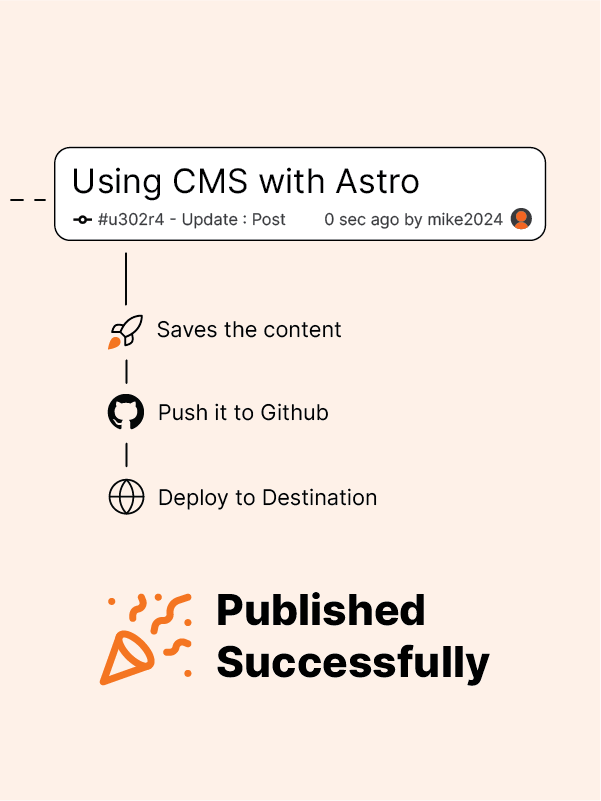 Using CMS with Astro
#u302r4 - Update : Post 0 sec ago by mike2024
Saves the content
Push it to Github
Deploy to Destination
Published
Successfully